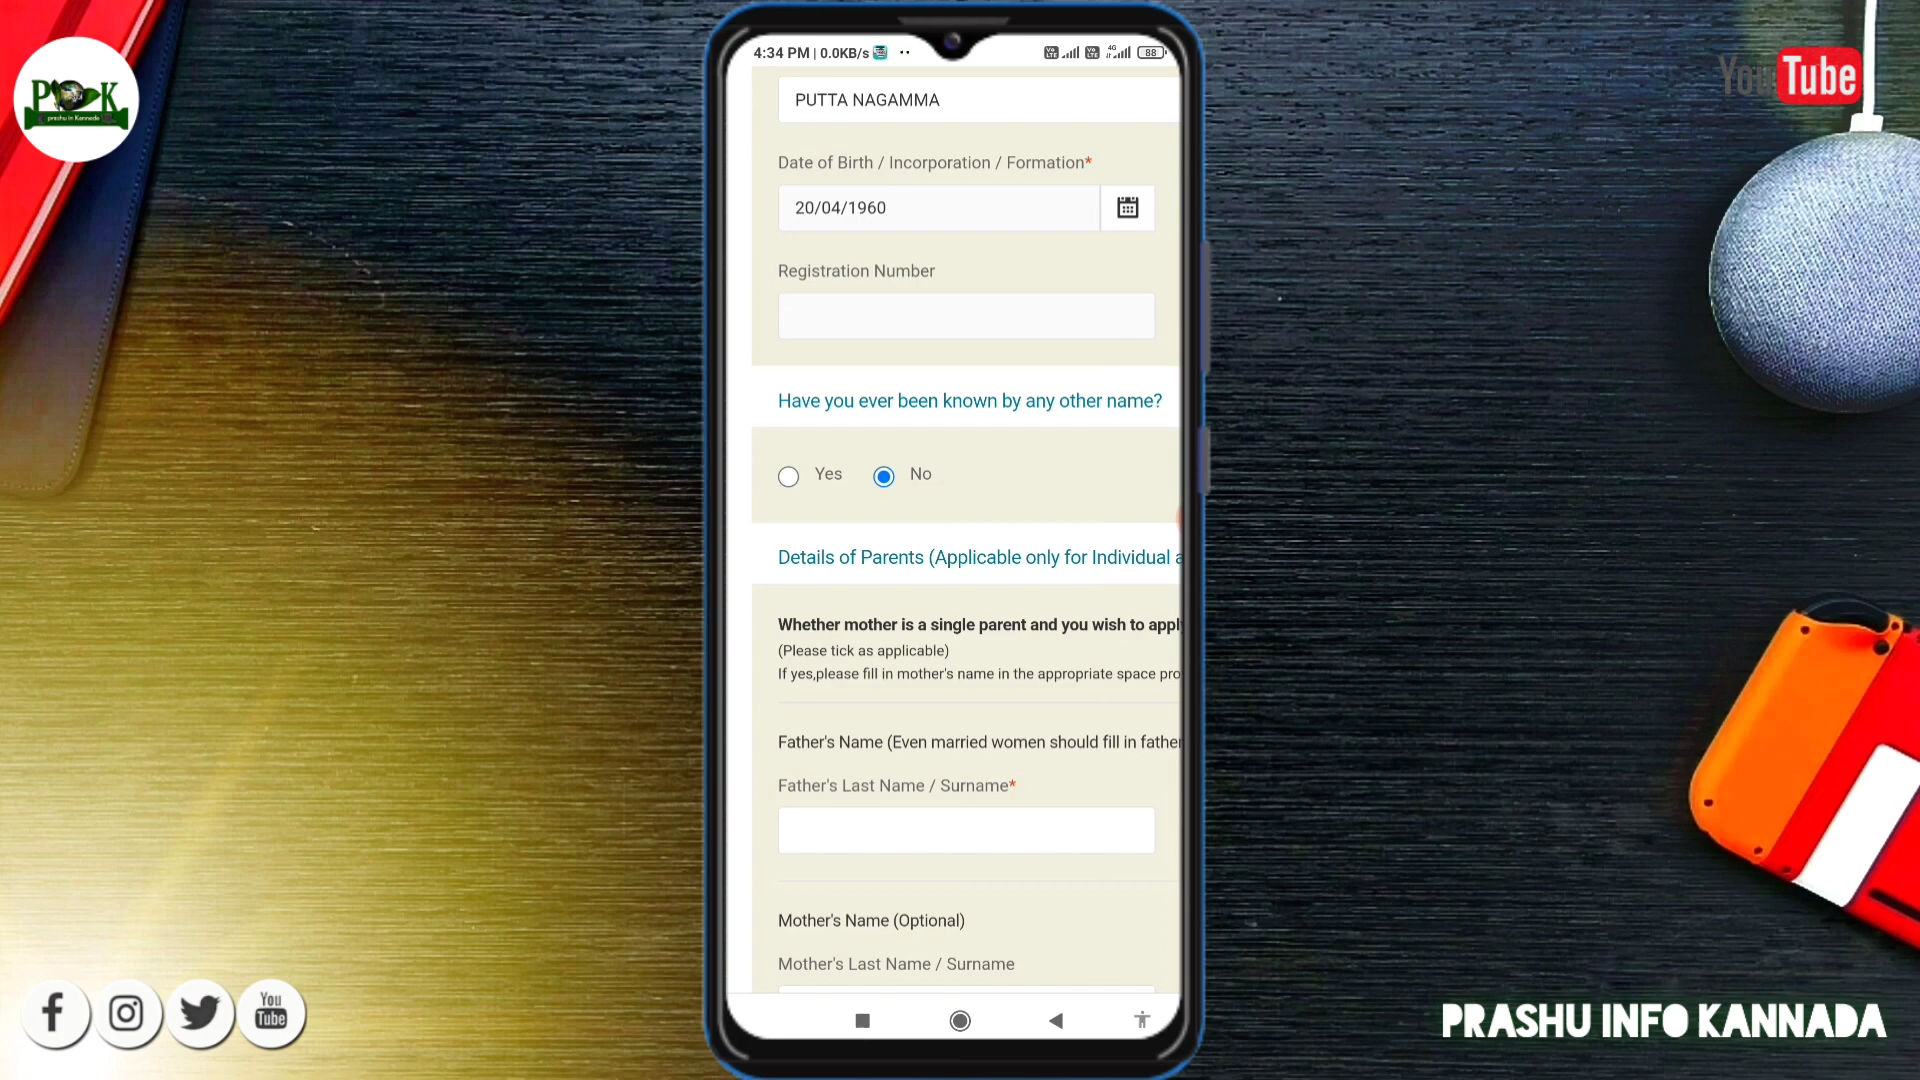 4:34 PM | 0.0KB/s
88
PUTTA NAGAMMA
Date of Birth / Incorporation / Formation*
20/04/1960
Registration Number
Have you ever been known by any other name?
Yes No
Details of Parents (Applicable only for Individual a
Whether mother is a single parent and you wish to appl
(Please tick as applicable)
If yes,please fill in mother's name in the appropriate space pro
Father's Name (Even married women should fill in father
Father's Last Name / Surname*
Mother's Name (Optional)
Mother's Last Name / Surname
P K
prashu in Kannada
YouTube
You
Tube
PRASHU INFO KANNADA